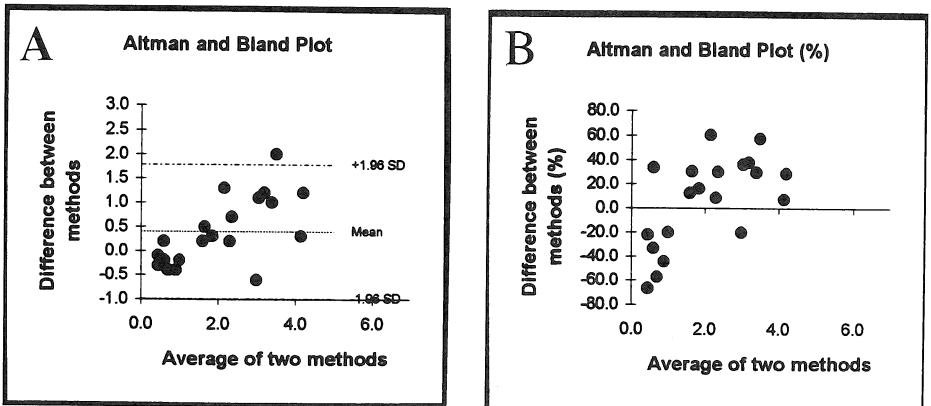 A
Altman and Bland Plot
Difference between
methods
3.0
2.5
2.0
1.5
1.0
0.5
0.0
-0.5
-1.0
+1.96 SD
Mean
-1.96 SD
0.0 2.0 4.0 6.0
Average of two methods
B
Altman and Bland Plot (%)
Difference between
methods (%)
80.0
60.0
40.0
20.0
0.0
-20.0
-40.0
-60.0
-80.0
0.0 2.0 4.0 6.0
Average of two methods